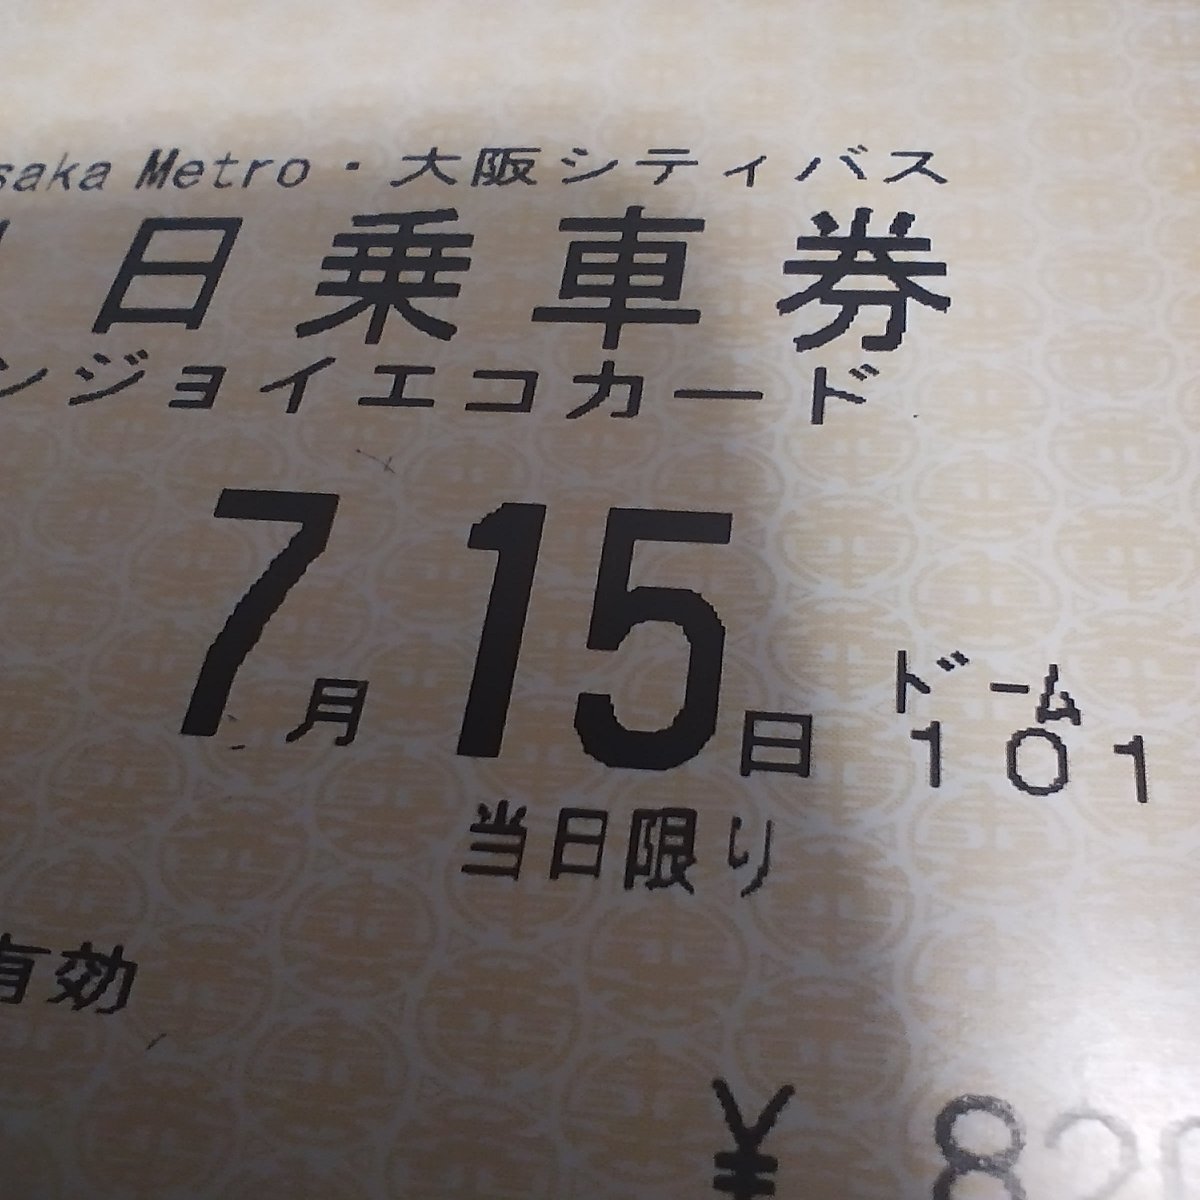 saka Metro・大阪シティバス
日乗車券
ンジョイエコカード
7月15日
ドーム
101
当日限り
有効
¥820